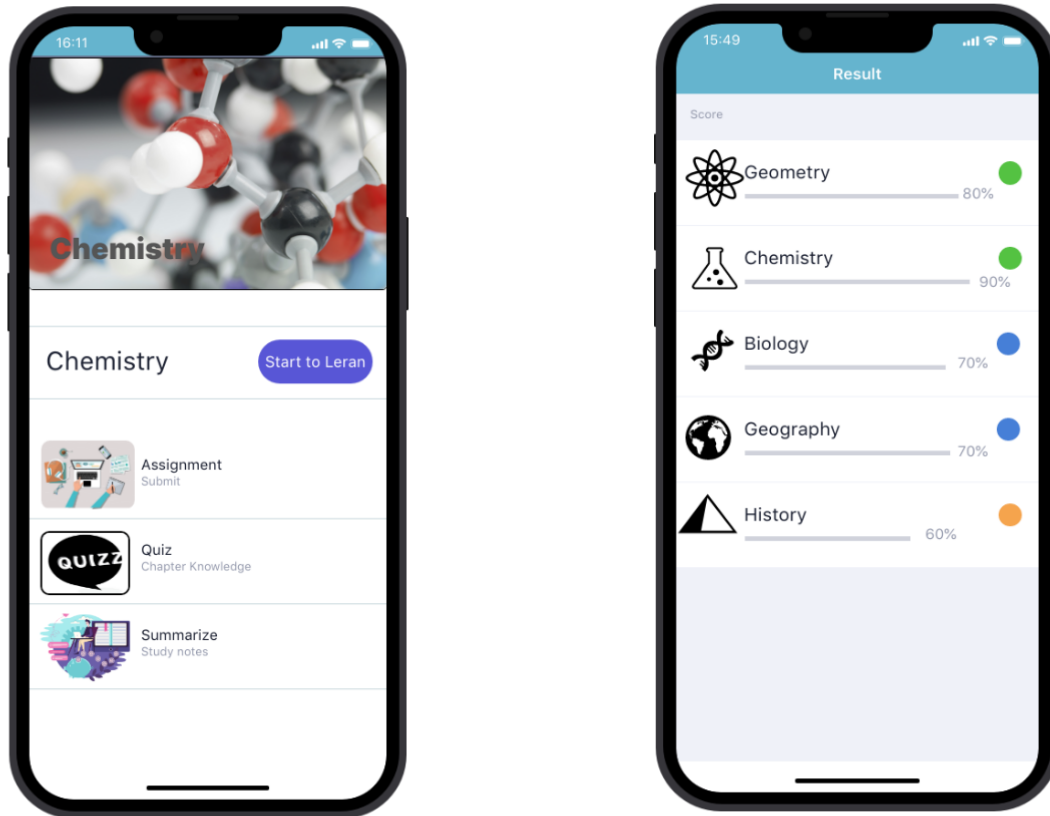 16:11
Chemistry
Chemistry
Start to Leran
Assignment
Submit
QUIZZ
Quiz
Chapter Knowledge
Summarize
Study notes
15:49
Result
Score
Geometry
80%
Chemistry
90%
Biology
70%
Geography
70%
History
60%